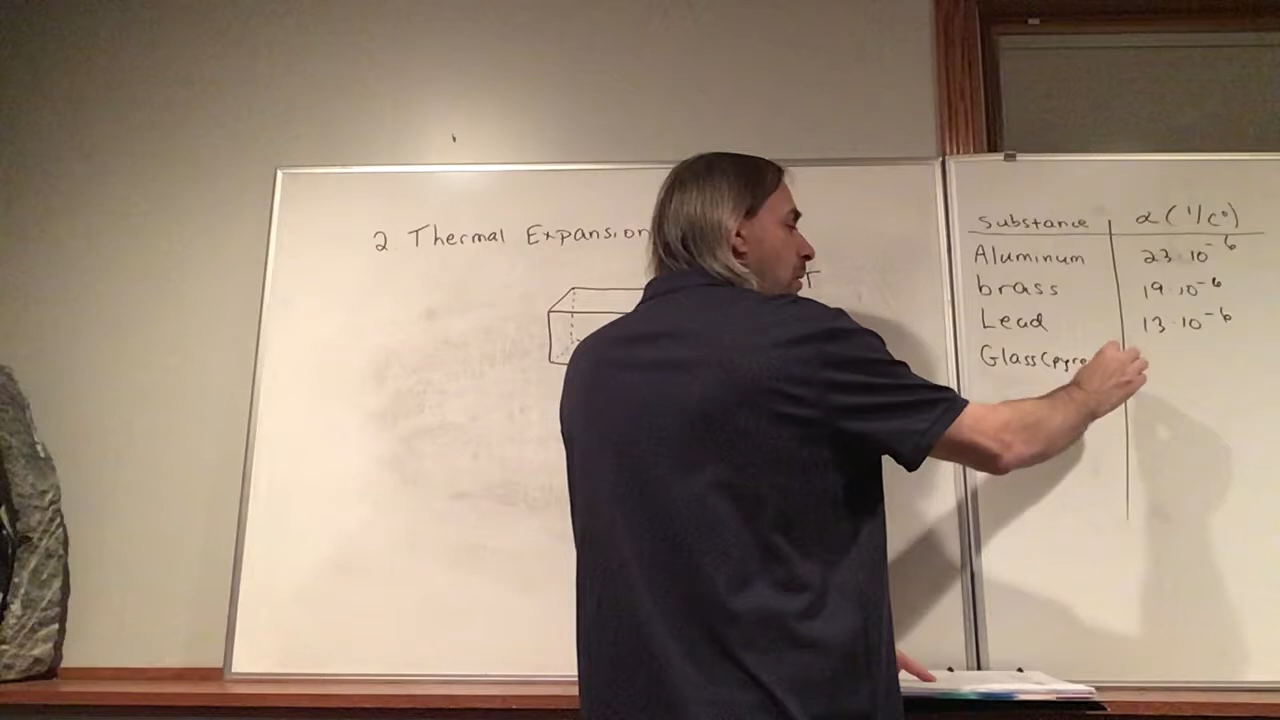 2. Thermal Expansion
T
Substance α (1/C°)
Aluminum 23·10⁻⁶
brass 19·10⁻⁶
Lead 13·10⁻⁶
Glass (pyre